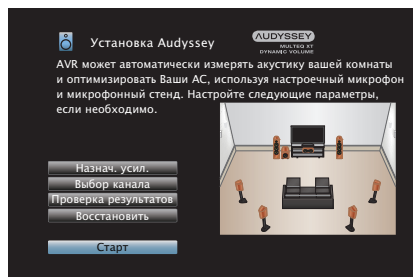 Установка Audyssey
AUDYSSEY
MULTEQ XT
DYNAMIC VOLUME
AVR может автоматически измерять акустику вашей комнаты
и оптимизировать Ваши АС, используя настроечный микрофон
и микрофонный стенд. Настройте следующие параметры,
если необходимо.
Назнач. усил.
Выбор канала
Проверка результатов
Восстановить
Старт